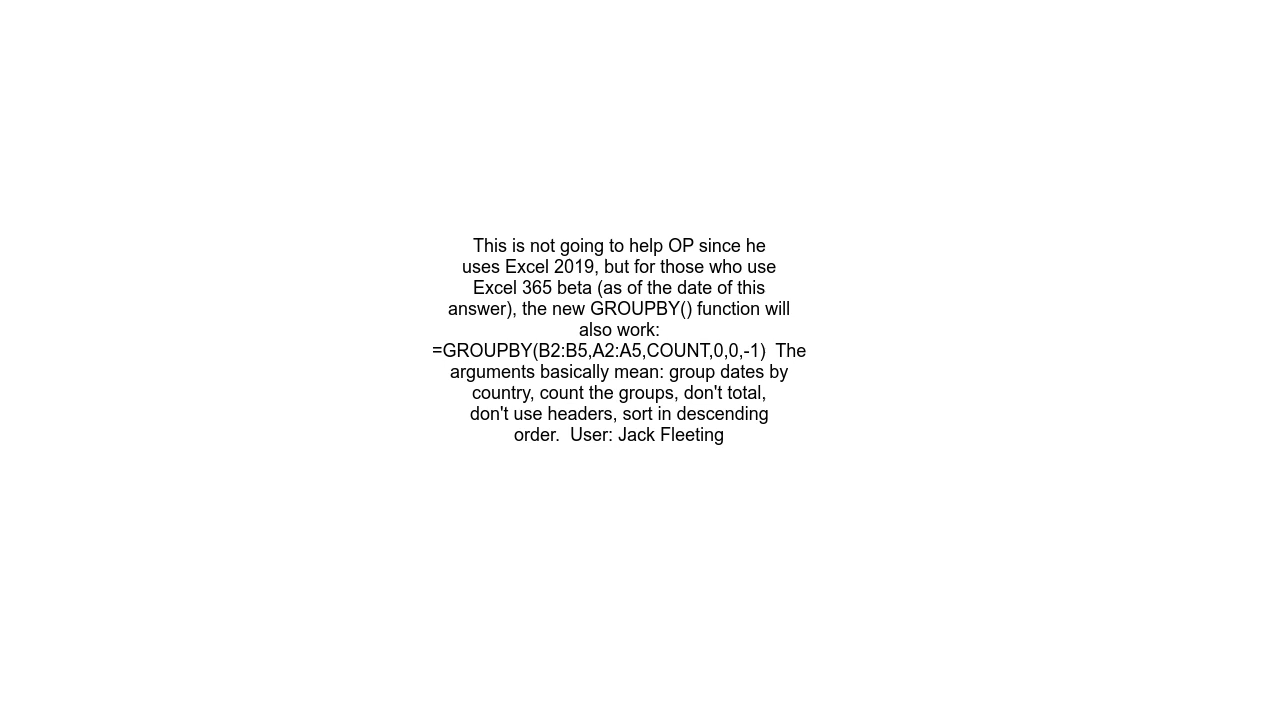 This is not going to help OP since he
uses Excel 2019, but for those who use
Excel 365 beta (as of the date of this
answer), the new GROUPBY() function will
also work:
=GROUPBY(B2:B5,A2:A5,COUNT,0,0,-1)  The
arguments basically mean: group dates by
country, count the groups, don't total,
don't use headers, sort in descending
order.  User: Jack Fleeting